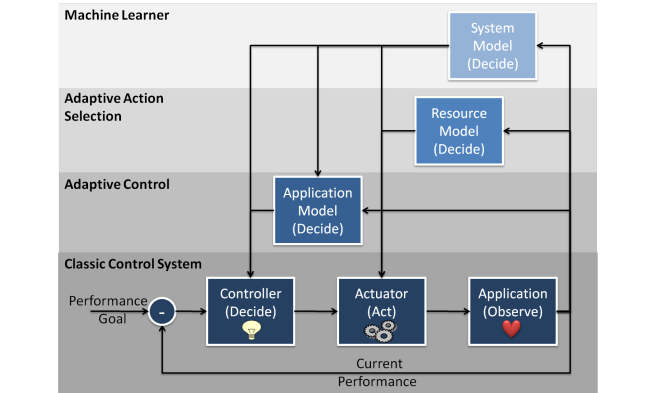 Machine Learner
System
Model
(Decide)
Adaptive Action
Selection
Resource
Model
(Decide)
Adaptive Control
Application
Model
(Decide)
Classic Control System
Performance
Goal
-
Controller
(Decide)
Actuator
(Act)
Application
(Observe)
Current
Performance